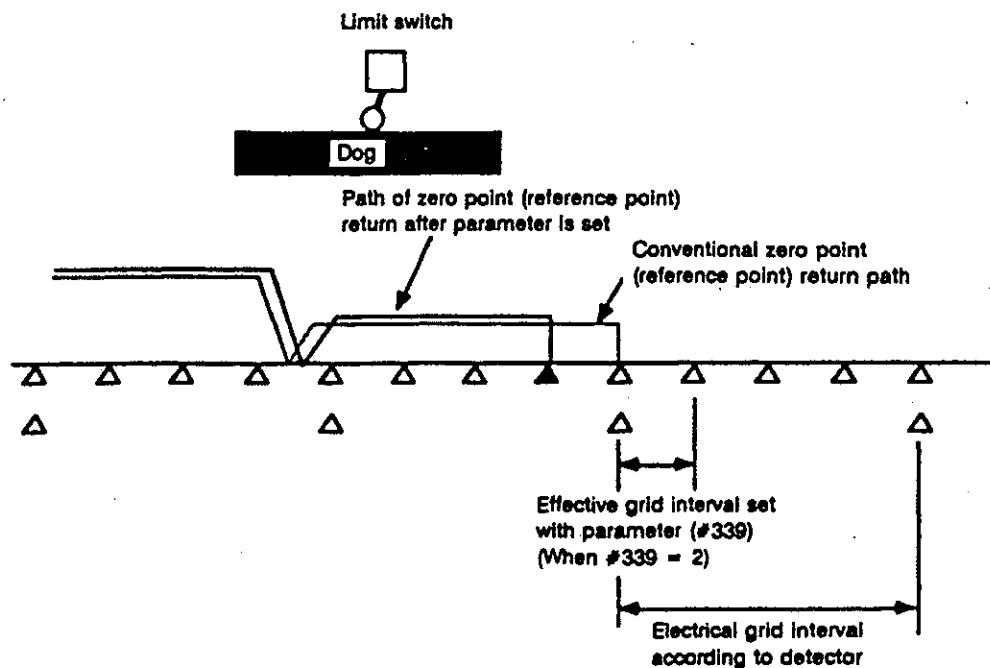 Limit switch
Dog
Path of zero point (reference point)
return after parameter is set
Conventional zero point
(reference point) return path
Effective grid interval set
with parameter (#339)
(When #339 = 2)
Electrical grid interval
according to detector